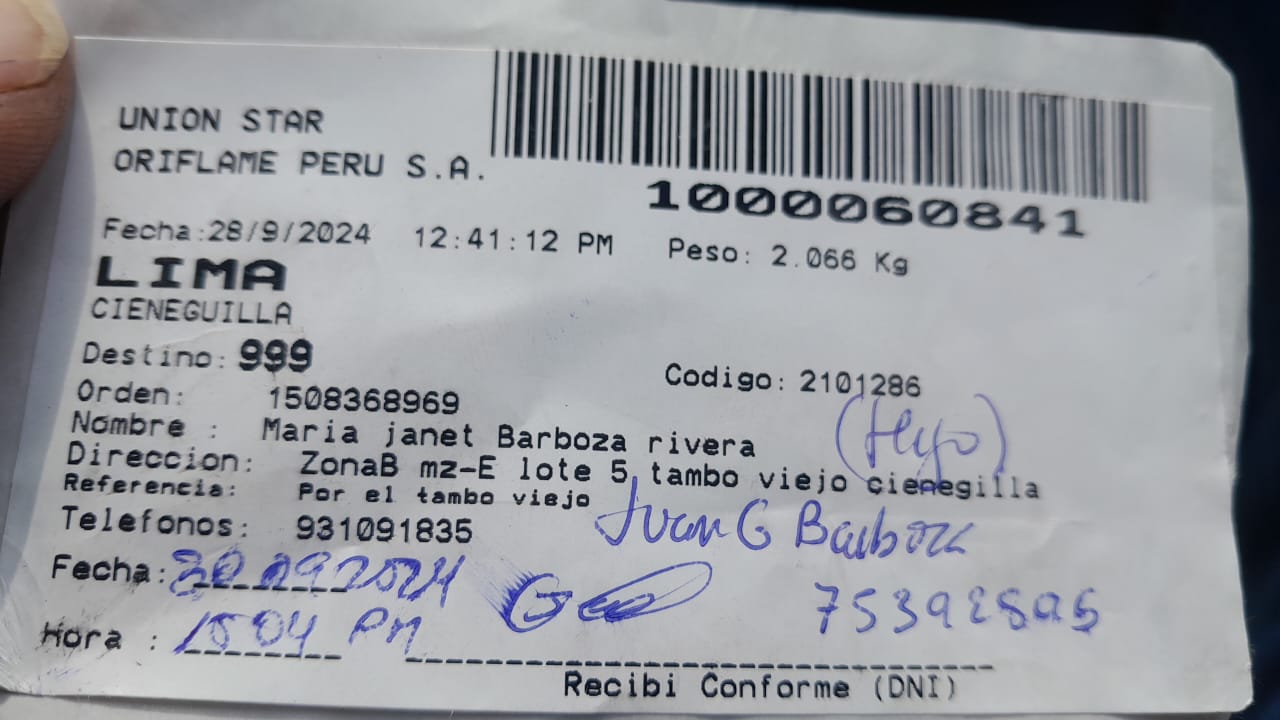 UNION STAR
ORIFLAME PERU S.A.
1000060841
Fecha:28/9/2024 12:41:12 PM Peso: 2.066 Kg
LIMA
CIENEGUILLA
Destino: 999
Codigo: 2101286
Orden: 1508368969
Nombre : Maria janet Barboza rivera
Direccion: ZonaB mz-E lote 5, tambo viejo cienegilla
Referencia: Por el tambo viejo
Telefonos: 931091835
Juan G Barboza
Fecha: 30 09 2024
Hora : 15 04 PM
Recibi Conforme (DNI)